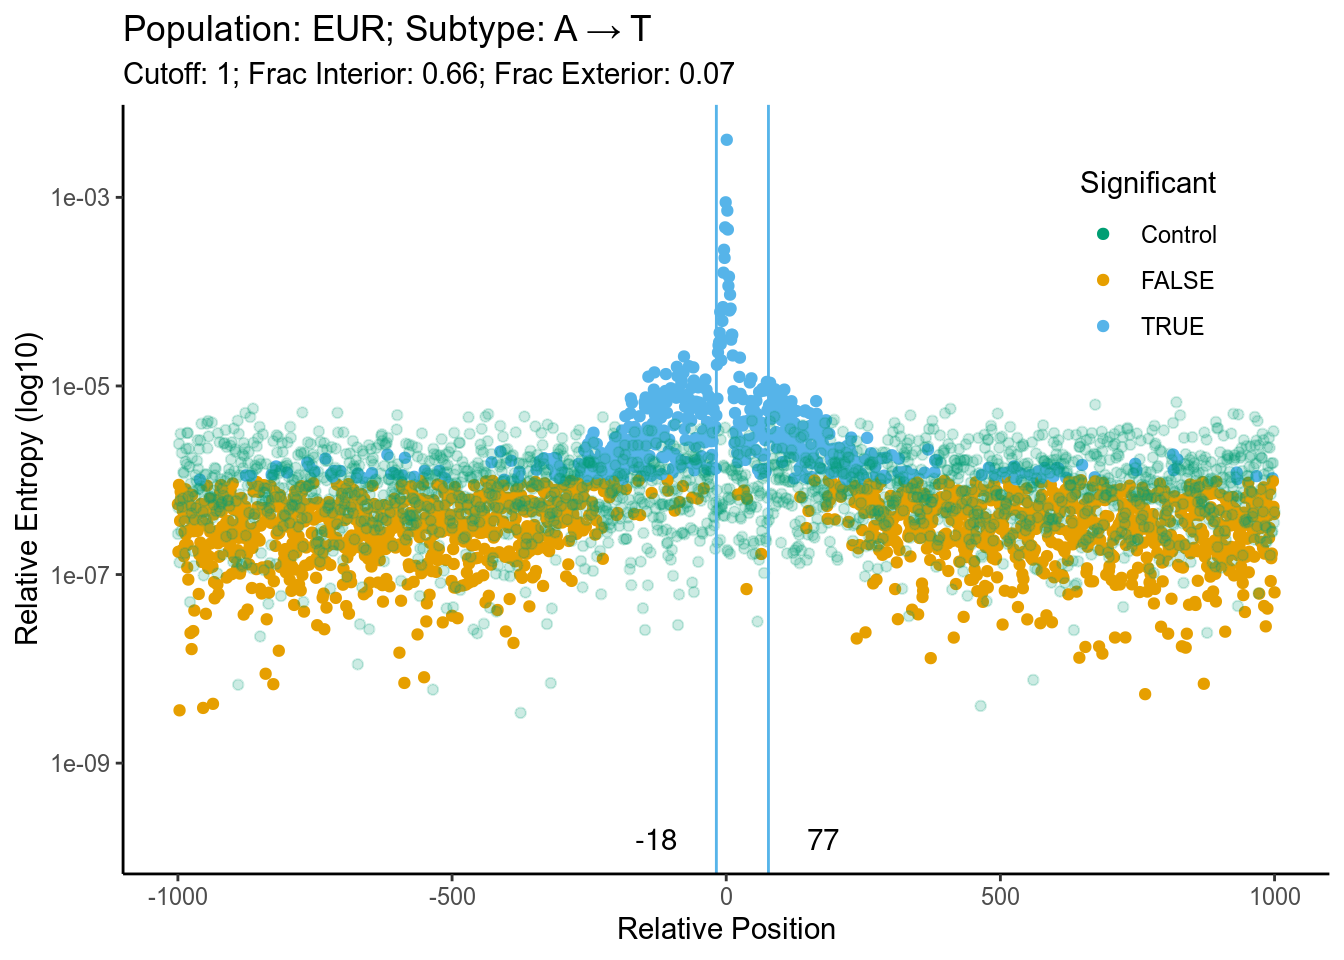 Population: EUR; Subtype: A → T
Cutoff: 1; Frac Interior: 0.66; Frac Exterior: 0.07
Significant
Control
FALSE
TRUE
Relative Entropy (log10)
1e-03
1e-05
1e-07
1e-09
-18
77
-1000
-500
0
500
1000
Relative Position